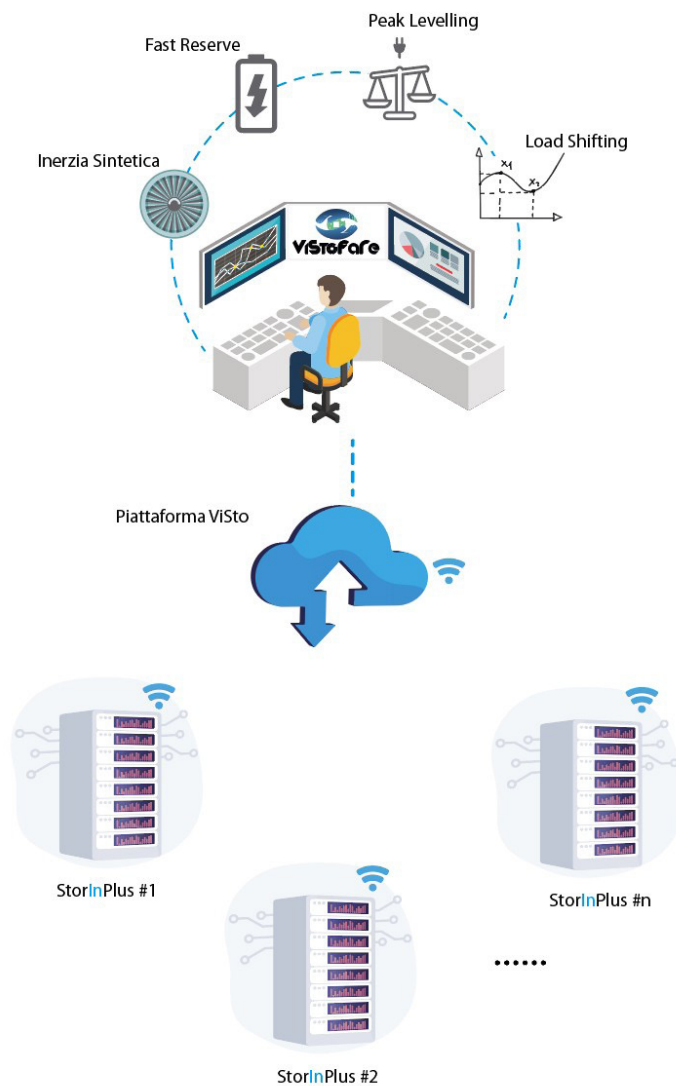 Peak Levelling
Fast Reserve
Load Shifting
Inerzia Sintetica
ViStoFare
Piattaforma ViSto
StorInPlus #1
StorInPlus #n
......
StorInPlus #2